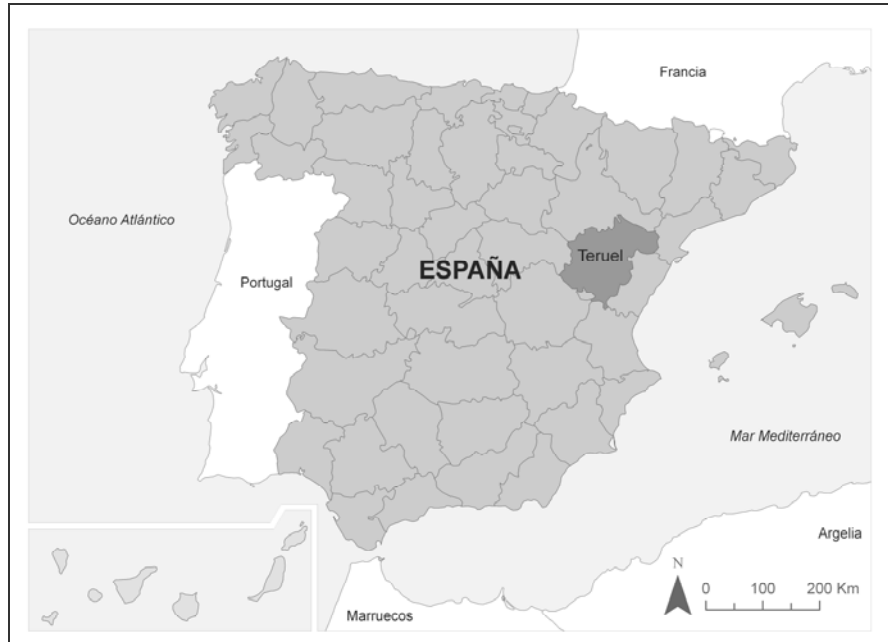 Francia
Océano Atlántico
Teruel
ESPAÑA
Portugal
Mar Mediterráneo
Argelia
N
0 100 200 Km
Marruecos